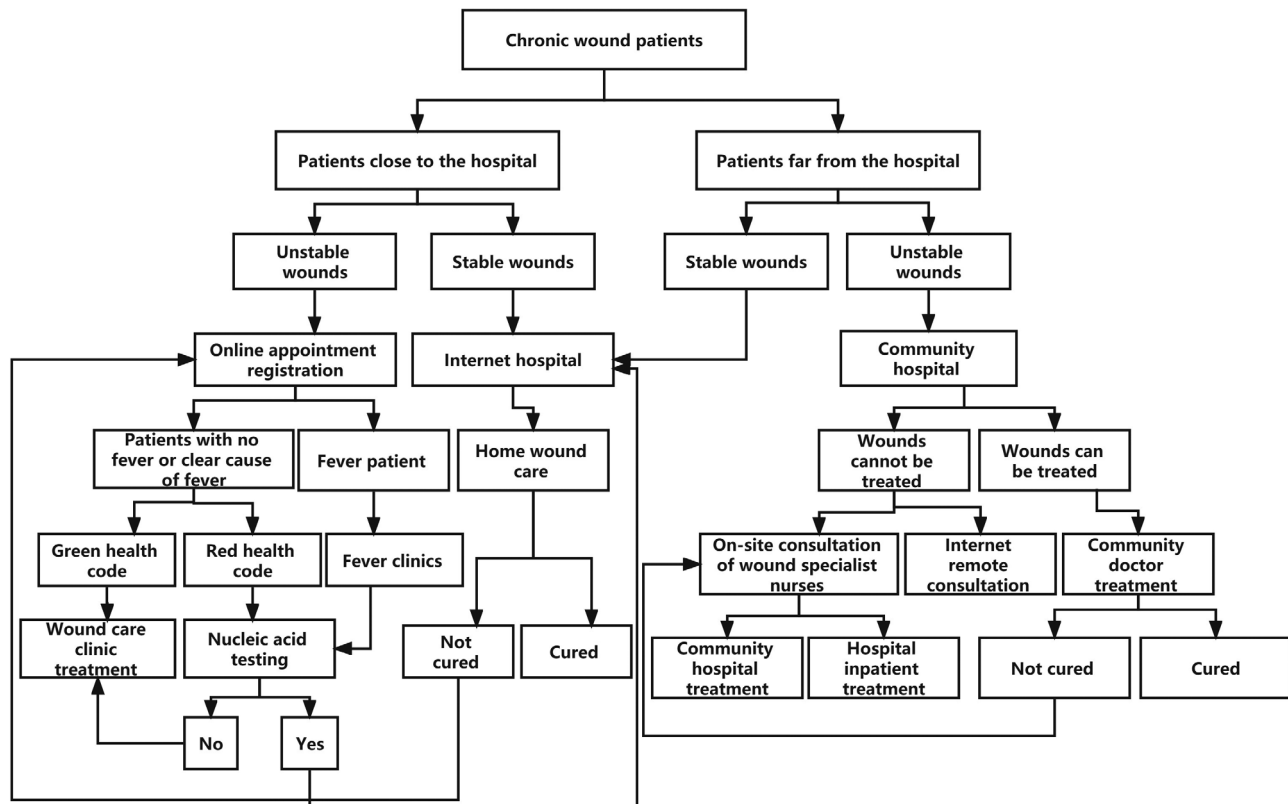 Chronic wound patients
Patients close to the hospital
Patients far from the hospital
Unstable
wounds
Stable wounds
Stable wounds
Unstable
wounds
Online appointment
registration
Internet hospital
Community
hospital
Patients with no
fever or clear cause
of fever
Fever patient
Home wound
care
Wounds
cannot be
treated
Wounds can
be treated
Green health
code
Red health
code
Fever clinics
On-site consultation
of wound specialist
nurses
Internet
remote
consultation
Community
doctor
treatment
Wound care
clinic
treatment
Nucleic acid
testing
Not
cured
Cured
Community
hospital
treatment
Hospital
inpatient
treatment
Not cured
Cured
No
Yes